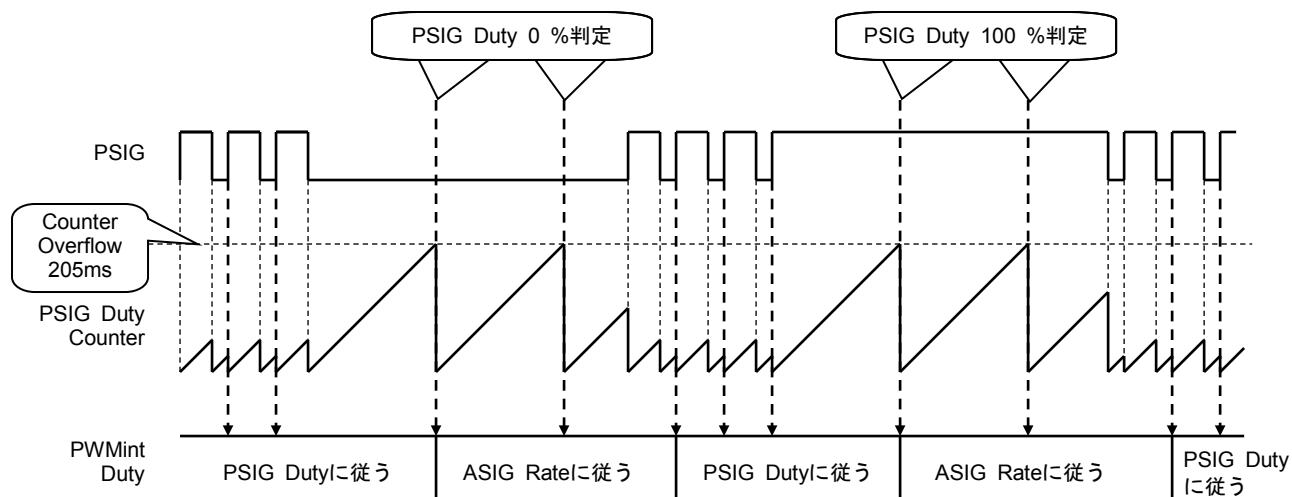 PSIG Duty 0 %判定
PSIG Duty 100 %判定
PSIG
Counter
Overflow
205ms
PSIG Duty
Counter
PWMint
Duty
PSIG Dutyに従う
ASIG Rateに従う
PSIG Dutyに従う
ASIG Rateに従う
PSIG Duty
に従う